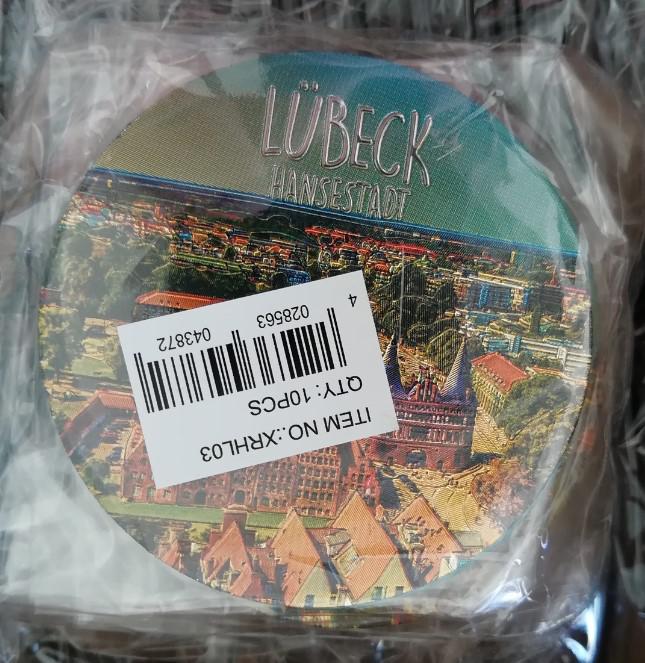 LÜBECK
HANSESTADT
ITEM NO.:XRHL03
QTY: 10PCS
4 028563 043872